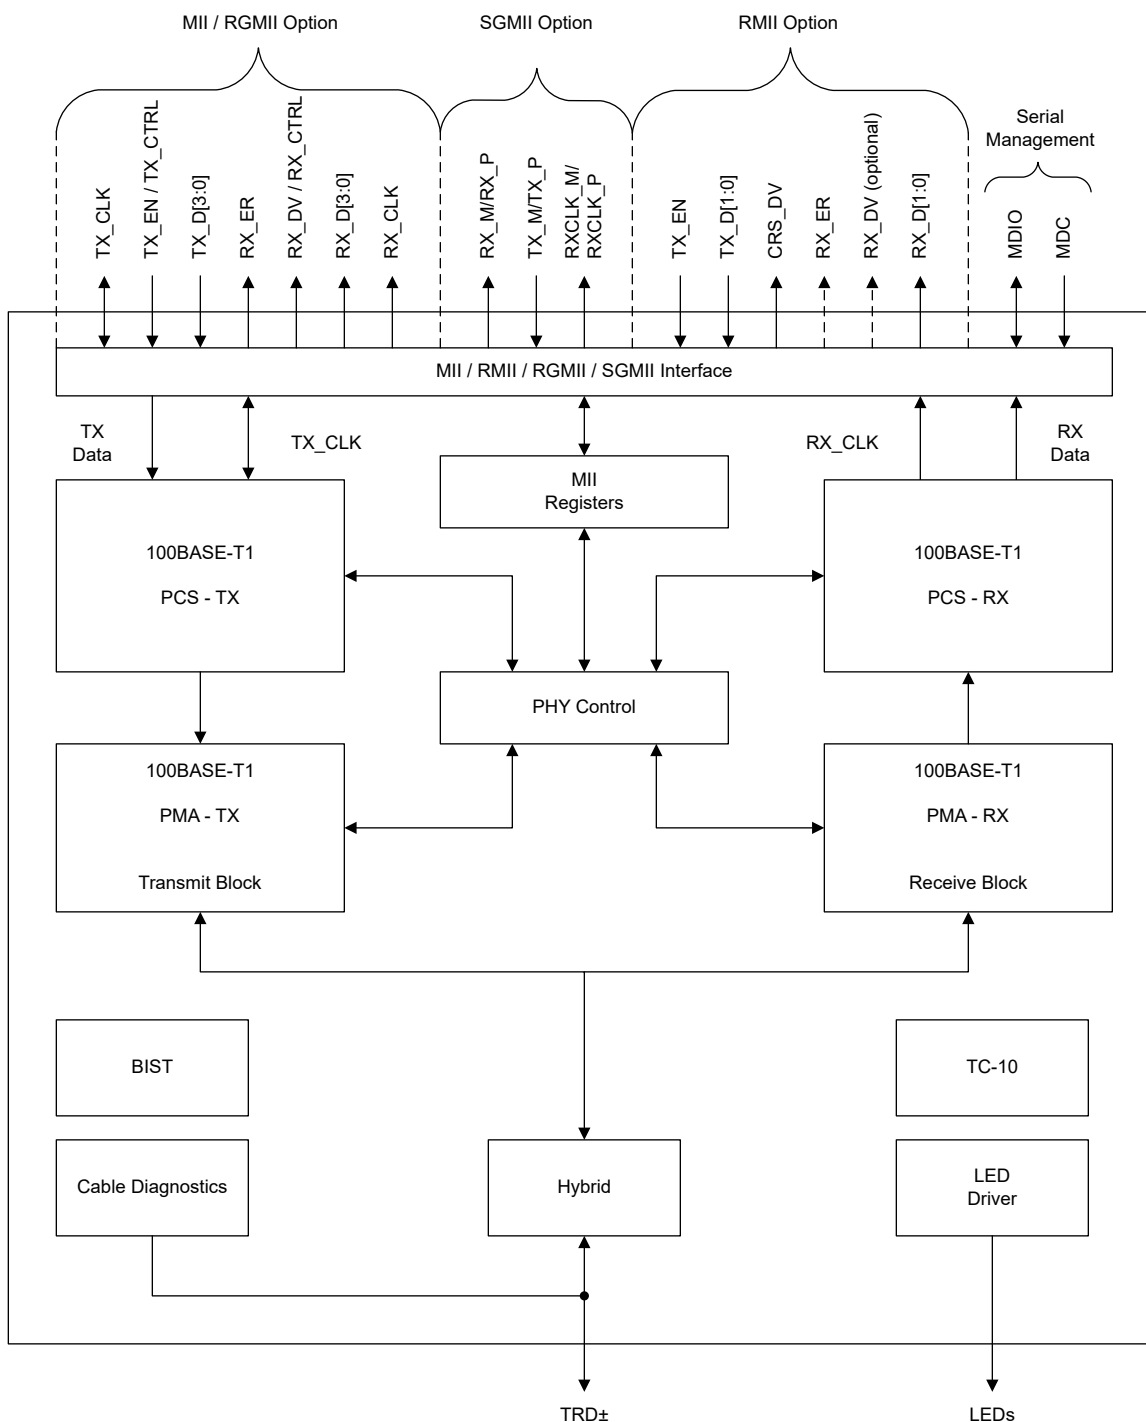 MII / RGMII Option
SGMII Option
RMII Option
Serial
Management
TX_CLK
TX_EN / TX_CTRL
TX_D[3:0]
RX_ER
RX_DV / RX_CTRL
RX_D[3:0]
RX_CLK
RX_M/RX_P
TX_M/TX_P
RXCLK_M/
RXCLK_P
TX_EN
TX_D[1:0]
CRS_DV
RX_ER
RX_DV (optional)
RX_D[1:0]
MDIO
MDC
MII / RMII / RGMII / SGMII Interface
TX
Data
TX_CLK
RX_CLK
RX
Data
MII
Registers
100BASE-T1
PCS - TX
100BASE-T1
PCS - RX
PHY Control
100BASE-T1
PMA - TX
Transmit Block
100BASE-T1
PMA - RX
Receive Block
BIST
TC-10
Cable Diagnostics
Hybrid
LED
Driver
TRD±
LEDs